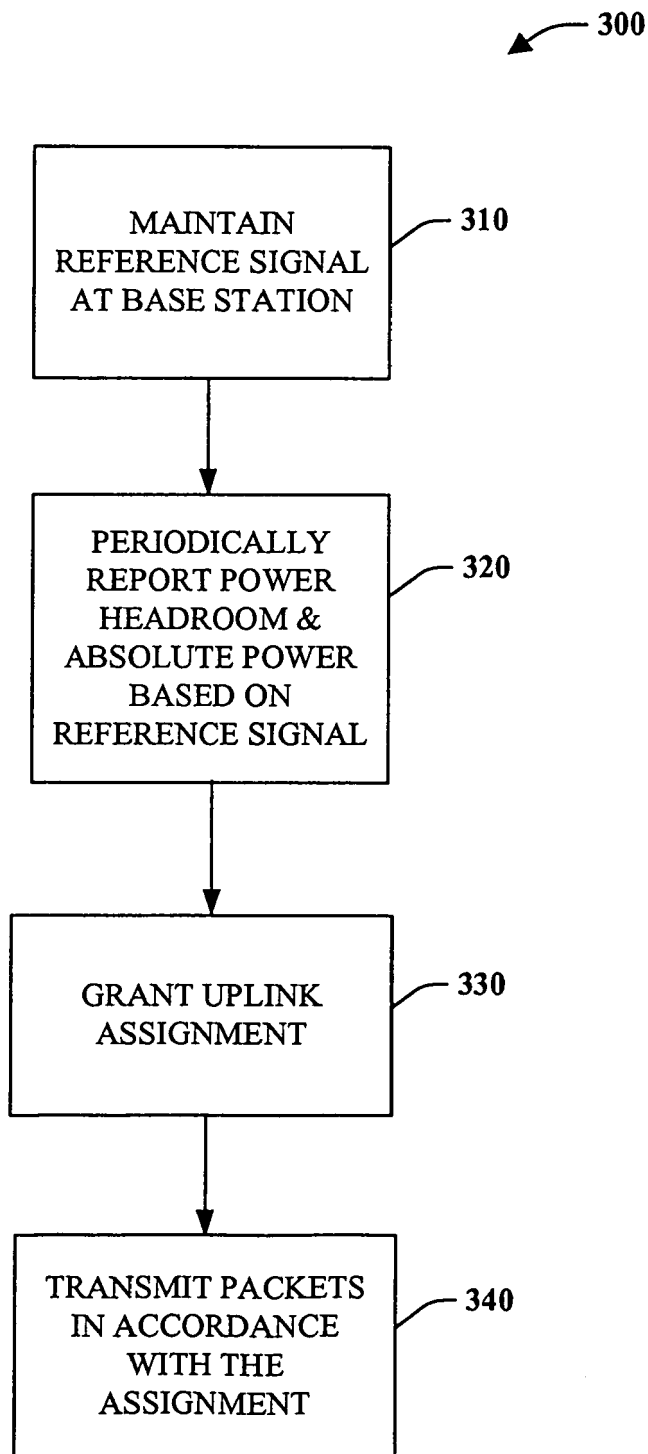 300
MAINTAIN
REFERENCE SIGNAL
AT BASE STATION
310
PERIODICALLY
REPORT POWER
HEADROOM &
ABSOLUTE POWER
BASED ON
REFERENCE SIGNAL
320
GRANT UPLINK
ASSIGNMENT
330
TRANSMIT PACKETS
IN ACCORDANCE
WITH THE
ASSIGNMENT
340